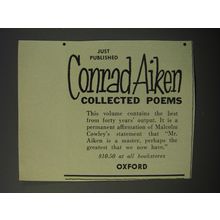 JUST
PUBLISHED
Conrad Aiken
COLLECTED POEMS
This volume contains the best
from forty years' output. It is
a permanent affirmation of Malcolm
Cowley's statement that "Mr.
Aiken is a master, perhaps the
greatest that we now have."
$10.50 at all bookstores
OXFORD